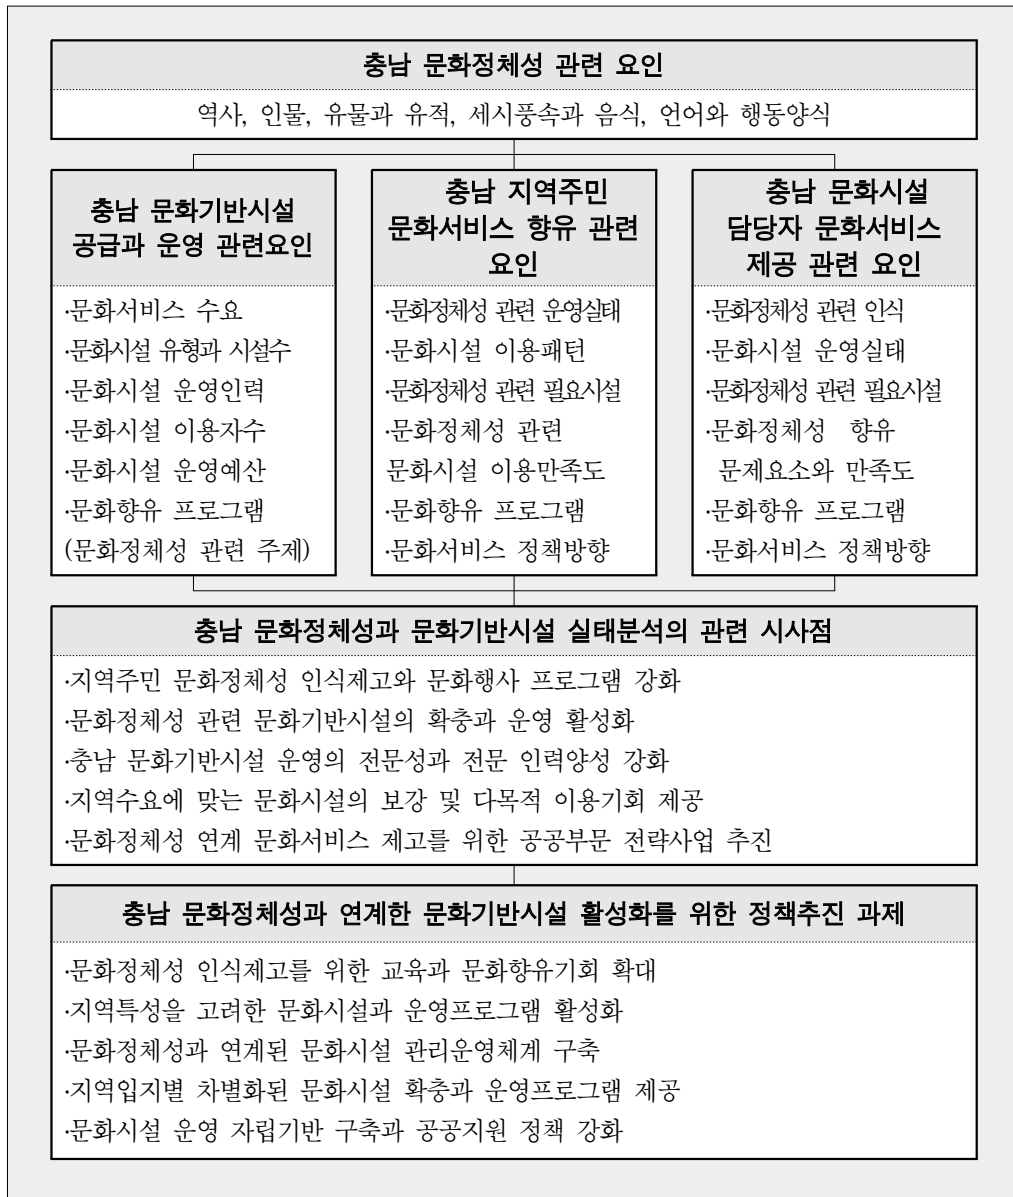 충남 문화정체성 관련 요인
역사, 인물, 유물과 유적, 세시풍속과 음식, 언어와 행동양식
충남 문화기반시설
공급과 운영 관련요인
·문화서비스 수요
·문화시설 유형과 시설수
·문화시설 운영인력
·문화시설 이용자수
·문화시설 운영예산
·문화향유 프로그램
(문화정체성 관련 주제)
충남 지역주민
문화서비스 향유 관련
요인
·문화정체성 관련 운영실태
·문화시설 이용패턴
·문화정체성 관련 필요시설
·문화정체성 관련
문화시설 이용만족도
·문화향유 프로그램
·문화서비스 정책방향
충남 문화시설
담당자 문화서비스
제공 관련 요인
·문화정체성 관련 인식
·문화시설 운영실태
·문화정체성 관련 필요시설
·문화정체성 향유
문제요소와 만족도
·문화향유 프로그램
·문화서비스 정책방향
충남 문화정체성과 문화기반시설 실태분석의 관련 시사점
·지역주민 문화정체성 인식제고와 문화행사 프로그램 강화
·문화정체성 관련 문화기반시설의 확충과 운영 활성화
·충남 문화기반시설 운영의 전문성과 전문 인력양성 강화
·지역수요에 맞는 문화시설의 보강 및 다목적 이용기회 제공
·문화정체성 연계 문화서비스 제고를 위한 공공부문 전략사업 추진
충남 문화정체성과 연계한 문화기반시설 활성화를 위한 정책추진 과제
·문화정체성 인식제고를 위한 교육과 문화향유기회 확대
·지역특성을 고려한 문화시설과 운영프로그램 활성화
·문화정체성과 연계된 문화시설 관리운영체계 구축
·지역입지별 차별화된 문화시설 확충과 운영프로그램 제공
·문화시설 운영 자립기반 구축과 공공지원 정책 강화